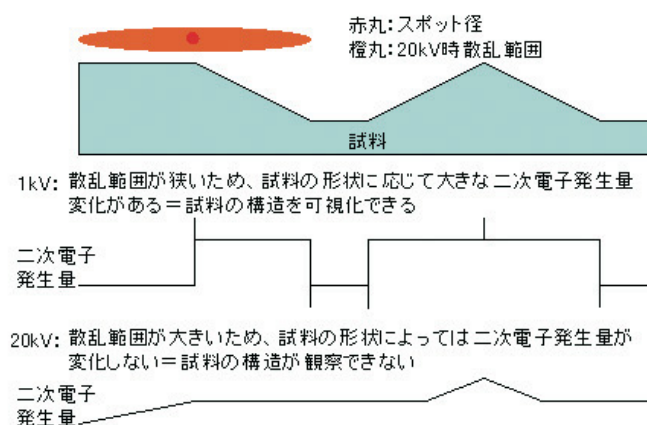 赤丸：スポット径
橙丸：20kV時散乱範囲
試料
1kV：散乱範囲が狭いため、試料の形状に応じて大きな二次電子発生量
変化がある＝試料の構造を可視化できる
二次電子
発生量
20kV：散乱範囲が大きいため、試料の形状によっては二次電子発生量が
変化しない＝試料の構造が観察できない
二次電子
発生量